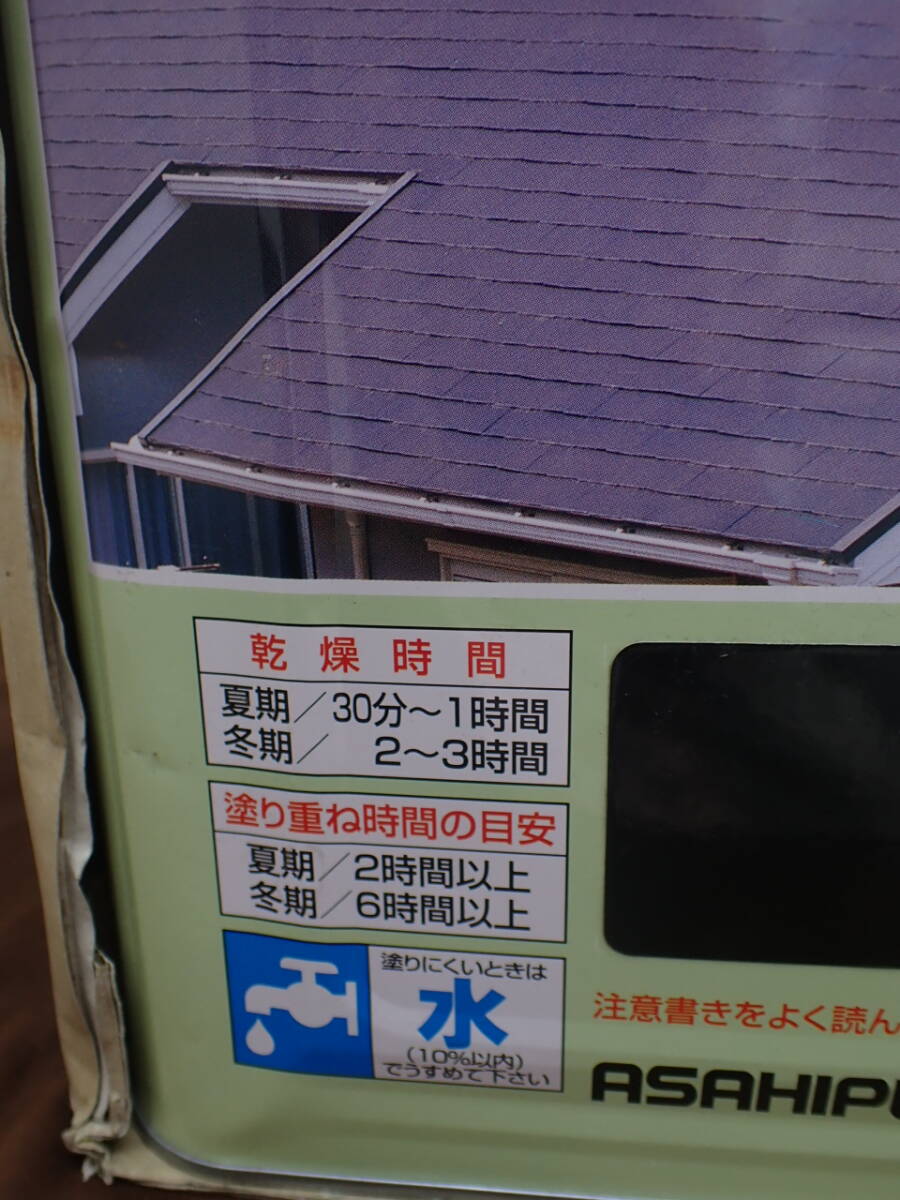 乾燥時間
夏期／30分～1時間
冬期／ 2～3時間
塗り重ね時間の目安
夏期／2時間以上
冬期／6時間以上
塗りにくいときは
水
(10%以内)
でうすめて下さい
注意書きをよく読ん
ASAHIP